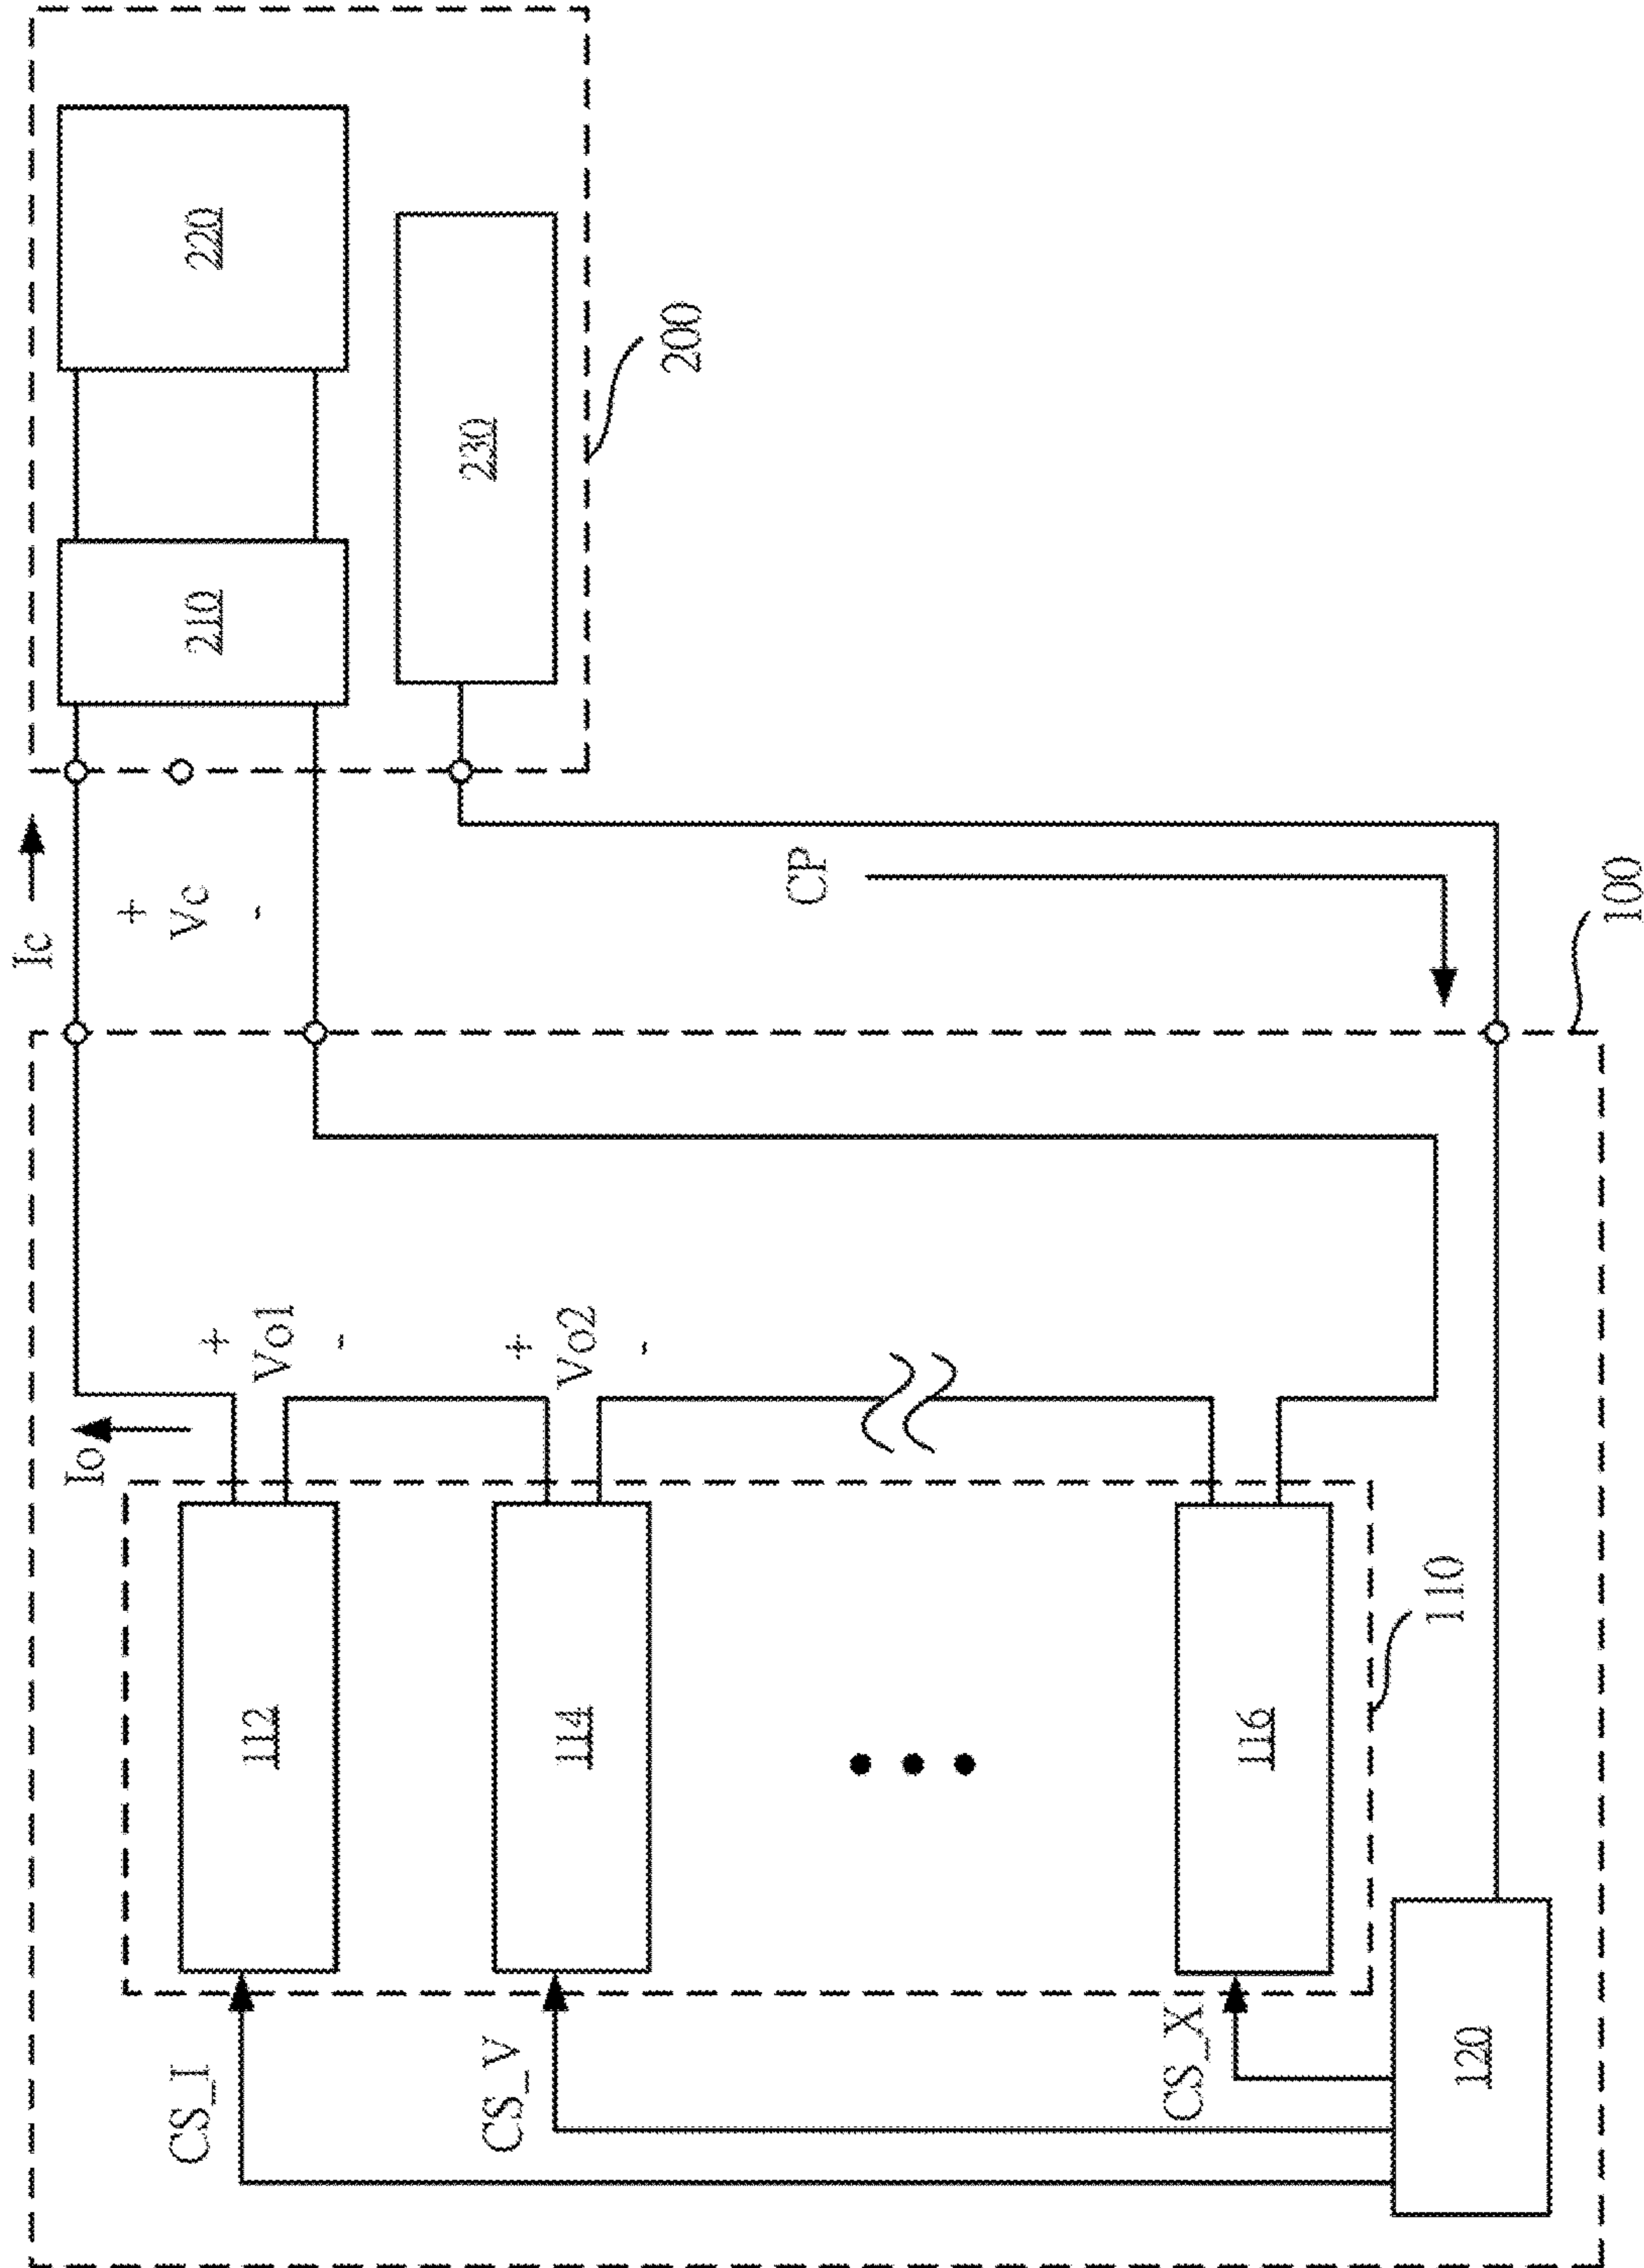 CS_I
CS_V
CS_X
120
112
114
116
110
Io
+
Vo1
-
+
Vo2
-
Ic
+
Vc
-
CP
100
210
220
230
200